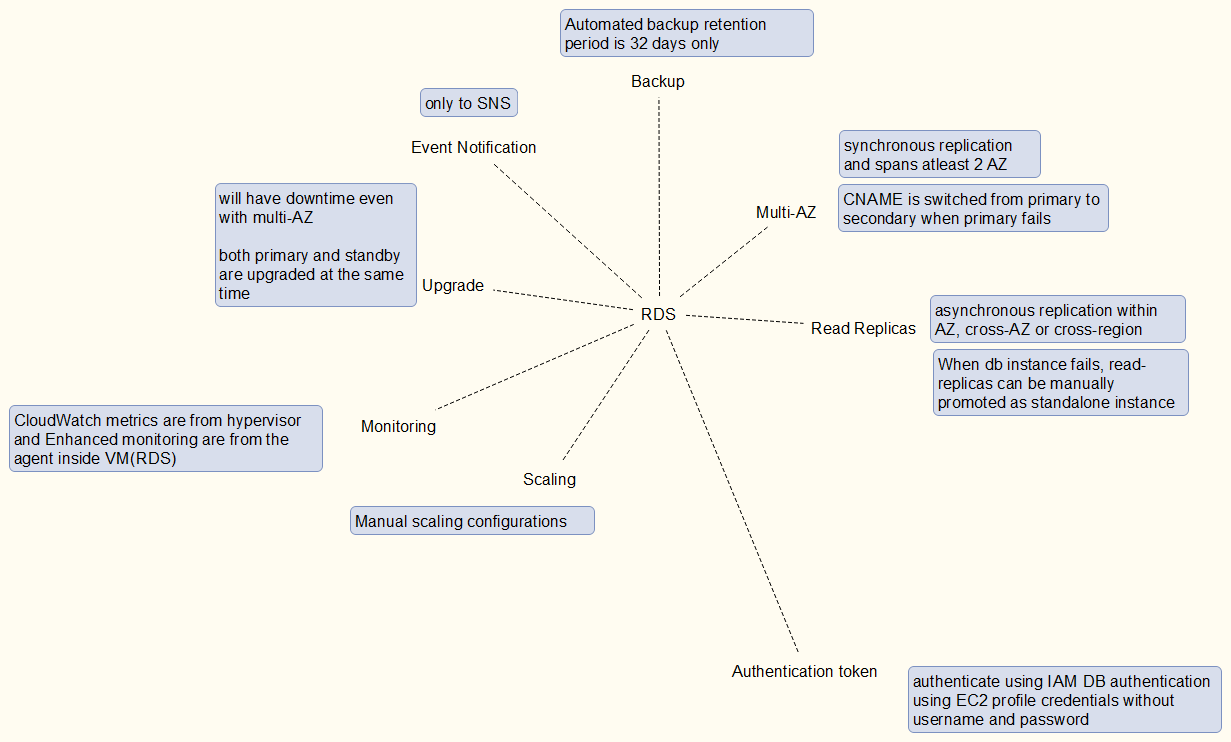 Automated backup retention
period is 32 days only
Backup
only to SNS
Event Notification
synchronous replication
and spans atleast 2 AZ
CNAME is switched from primary to
secondary when primary fails
Multi-AZ
will have downtime even
with multi-AZ
both primary and standby
are upgraded at the same
time
Upgrade
RDS
Read Replicas
asynchronous replication within
AZ, cross-AZ or cross-region
When db instance fails, read-
replicas can be manually
promoted as standalone instance
CloudWatch metrics are from hypervisor
and Enhanced monitoring are from the
agent inside VM(RDS)
Monitoring
Scaling
Manual scaling configurations
Authentication token
authenticate using IAM DB authentication
using EC2 profile credentials without
username and password